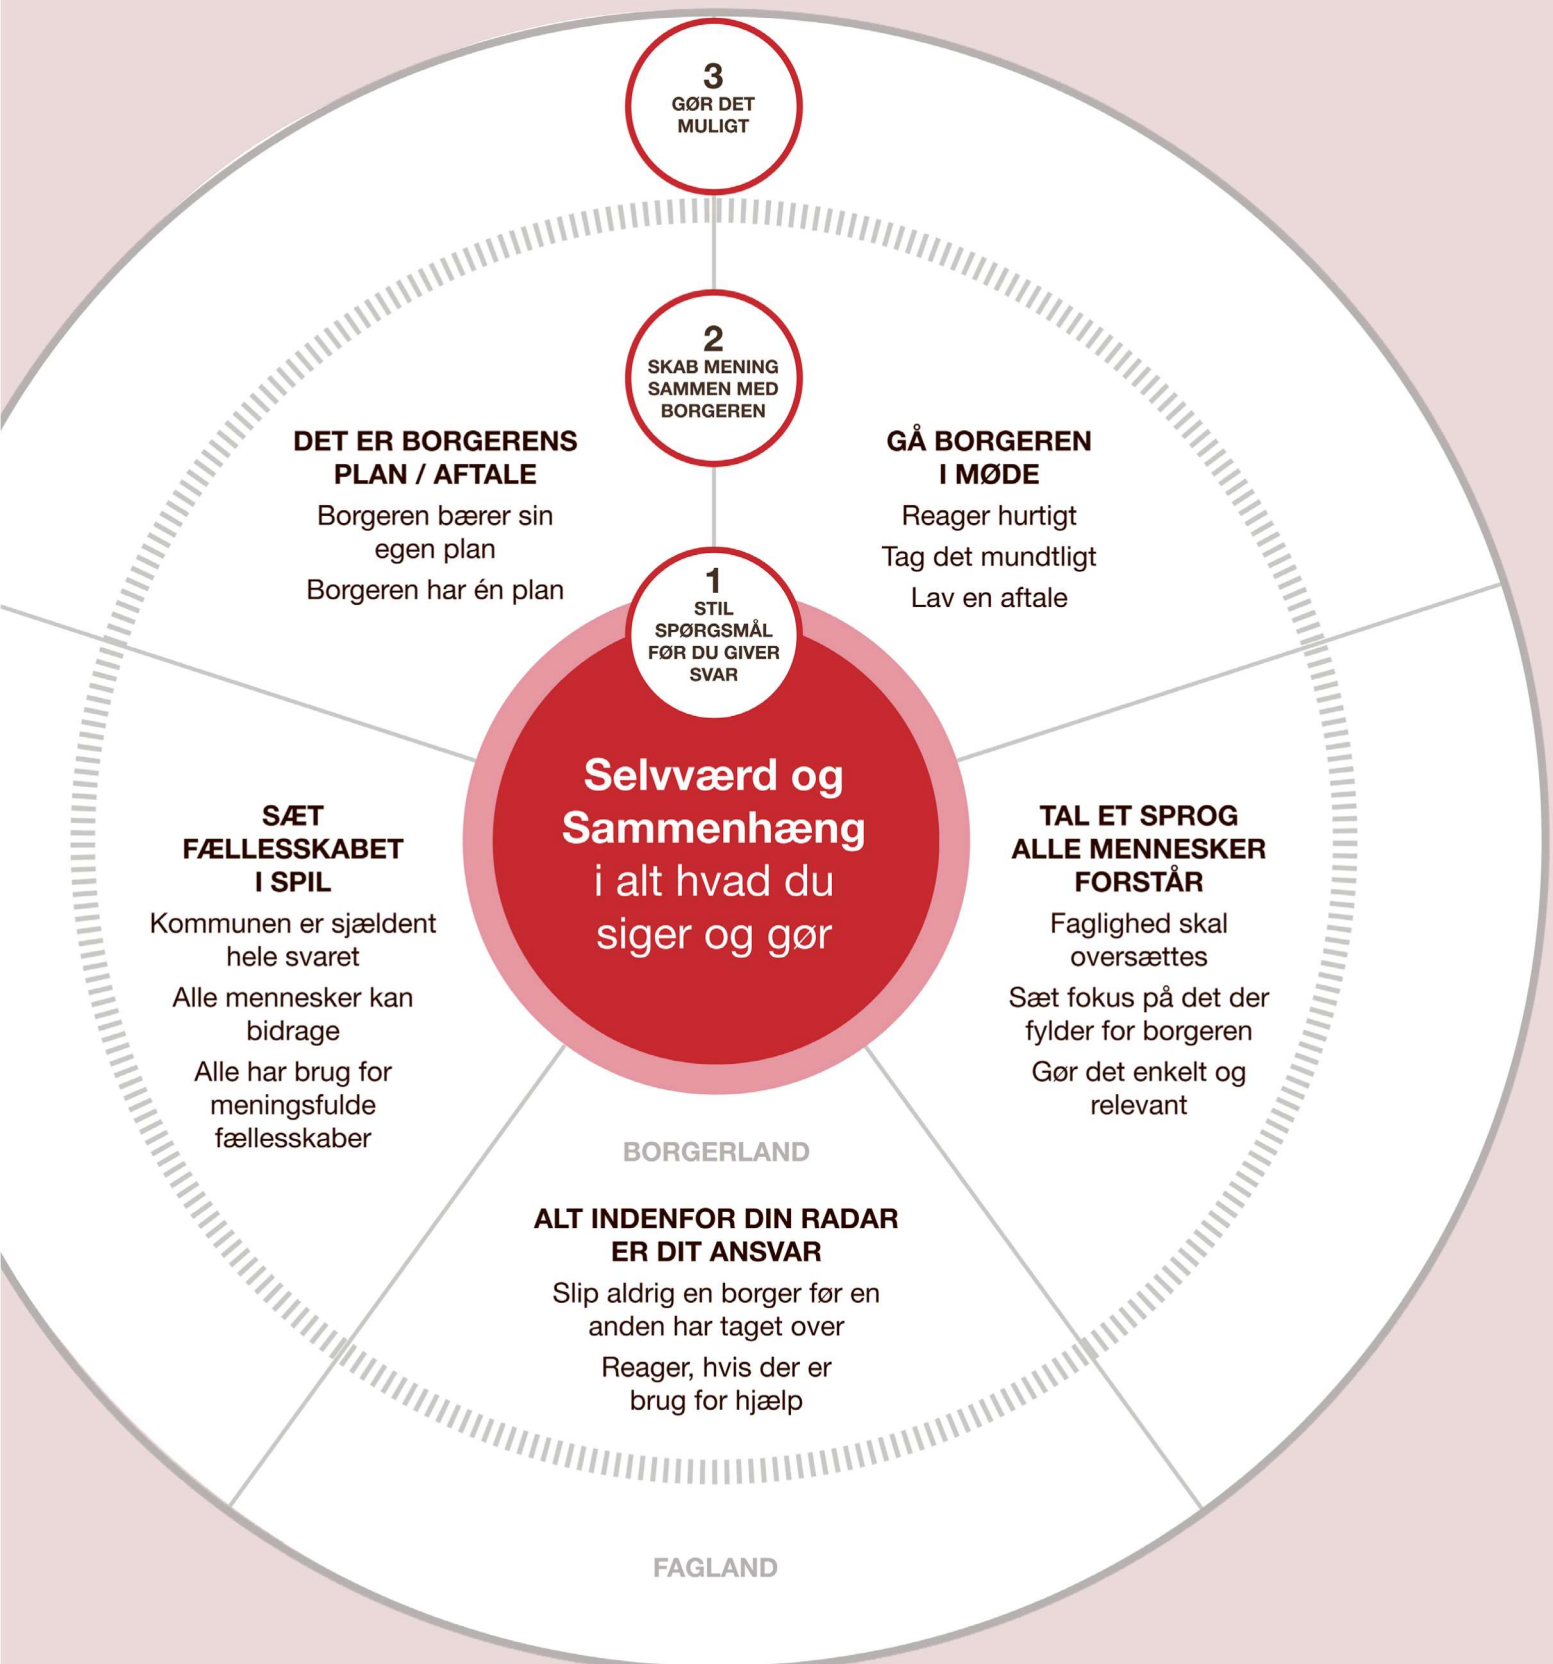 3
GØR DET
MULIGT
2
SKAB MENING
SAMMEN MED
BORGEREN
1
STIL
SPØRGSMÅL
FØR DU GIVER
SVAR
Selvværd og
Sammenhæng
i alt hvad du
siger og gør
DET ER BORGERENS
PLAN / AFTALE
Borgeren bærer sin
egen plan
Borgeren har én plan
GÅ BORGEREN
I MØDE
Reager hurtigt
Tag det mundtligt
Lav en aftale
TAL ET SPROG
ALLE MENNESKER
FORSTÅR
Faglighed skal
oversættes
Sæt fokus på det der
fylder for borgeren
Gør det enkelt og
relevant
SÆT
FÆLLESSKABET
I SPIL
Kommunen er sjældent
hele svaret
Alle mennesker kan
bidrage
Alle har brug for
meningsfulde
fællesskaber
BORGERLAND
ALT INDENFOR DIN RADAR
ER DIT ANSVAR
Slip aldrig en borger før en
anden har taget over
Reager, hvis der er
brug for hjælp
FAGLAND